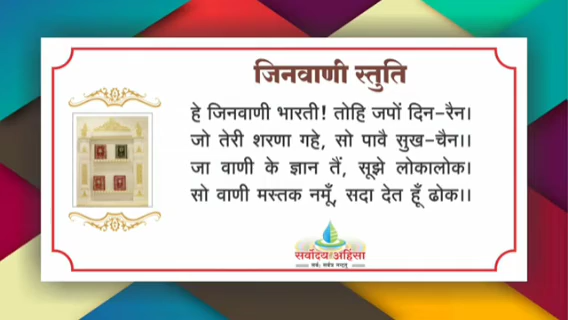 जिनवाणी स्तुति
हे जिनवाणी भारती! तोहि जपों दिन-रैन।
जो तेरी शरणा गहे, सो पावै सुख-चैन।।
जा वाणी के ज्ञान तैं, सूझे लोकालोक।
सो वाणी मस्तक नमूँ, सदा देत हूँ ढोक।।
सर्वोदय अहिंसा